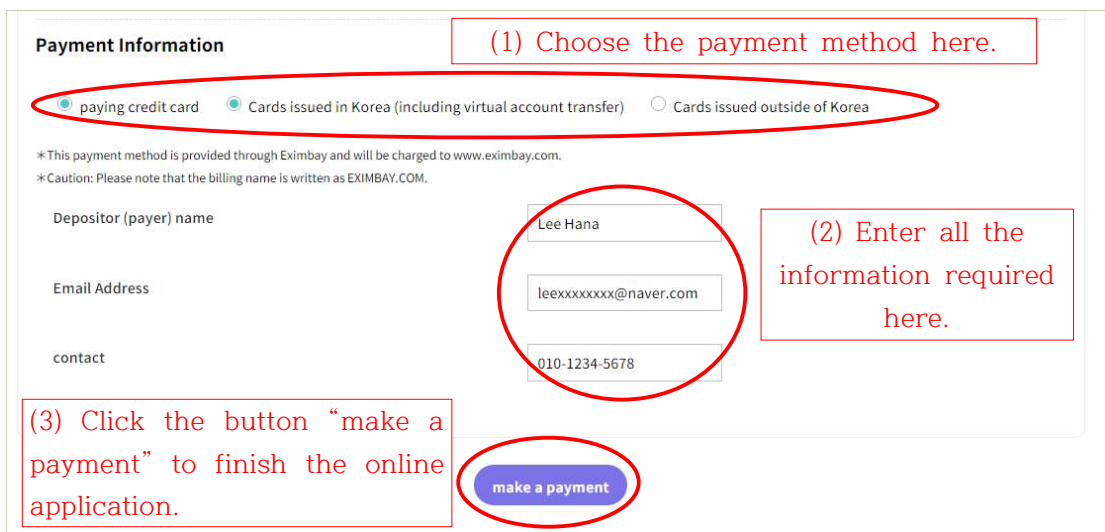 Payment Information
(1) Choose the payment method here.
paying credit card Cards issued in Korea (including virtual account transfer) Cards issued outside of Korea
*This payment method is provided through Eximbay and will be charged to www.eximbay.com.
*Caution: Please note that the billing name is written as EXIMBAY.COM.
Depositor (payer) name
Lee Hana
Email Address
leexxxxxxxx@naver.com
contact
010-1234-5678
(2) Enter all the
information required
here.
(3) Click the button “make a
payment” to finish the online
application.
make a payment